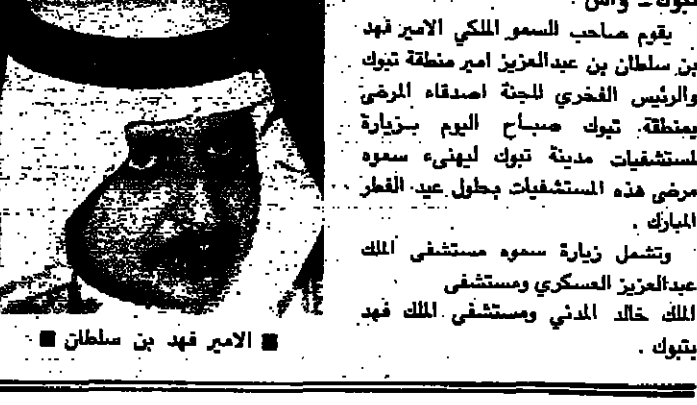 تبوك ـ واس :
يقوم صاحب السمو الملكي الامير فهد
بن سلطان بن عبدالعزيز امير منطقة تبوك
والرئيس الفخري للجنة اصدقاء المرضى
بمنطقة تبوك صباح اليوم بزيارة
لمستشفيات مدينة تبوك ليهنىء سموه
مرضى هذه المستشفيات بحلول عيد الفطر
المبارك .
وتشمل زيارة سموه مستشفى الملك
عبدالعزيز العسكري ومستشفى
الملك خالد المدني ومستشفى الملك فهد
بتبوك .
■ الامير فهد بن سلطان ■